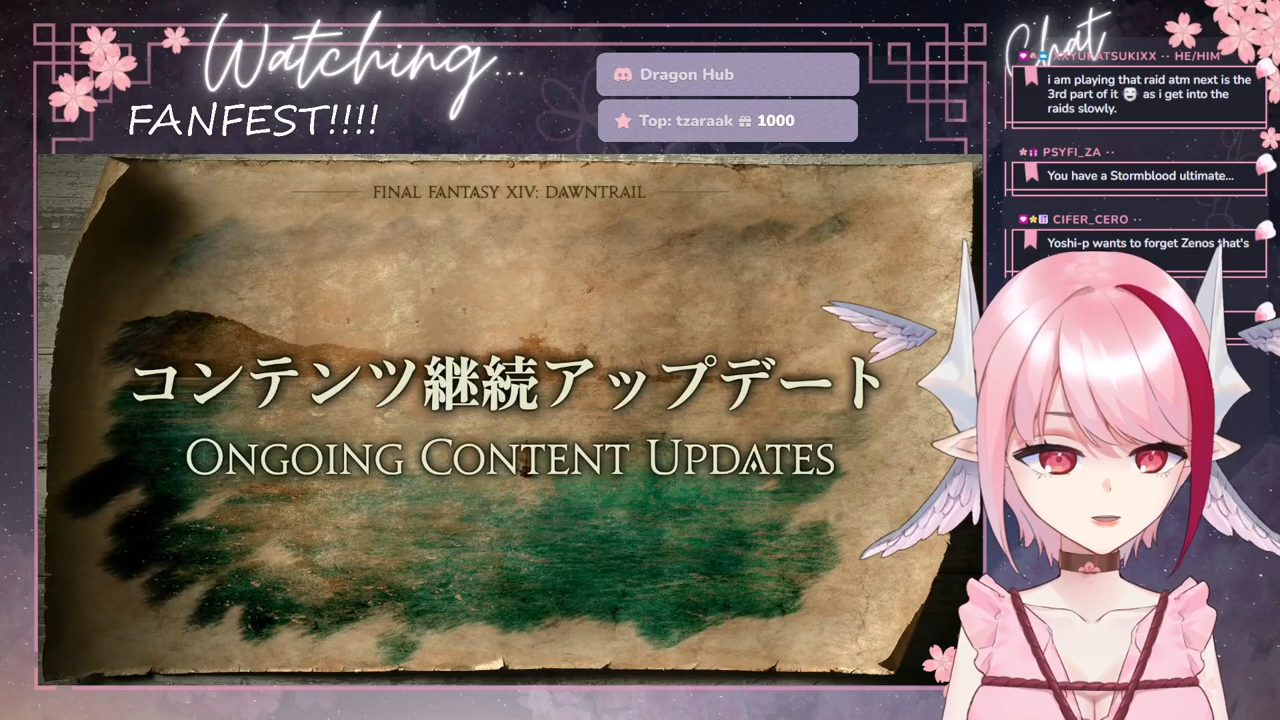 Watching...
FANFEST!!!!
Dragon Hub
Top: tzaraak 1000
FINAL FANTASY XIV: DAWNTRAIL
コンテンツ継続アップデート
ONGOING CONTENT UPDATES
Chat
HE/HIM
i am playing that raid atm next is the
3rd part of it as i get into the
raids slowly.
PSYFI_ZA
You have a Stormblood ultimate...
CIFER_CERO
Yoshi-p wants to forget Zenos that's